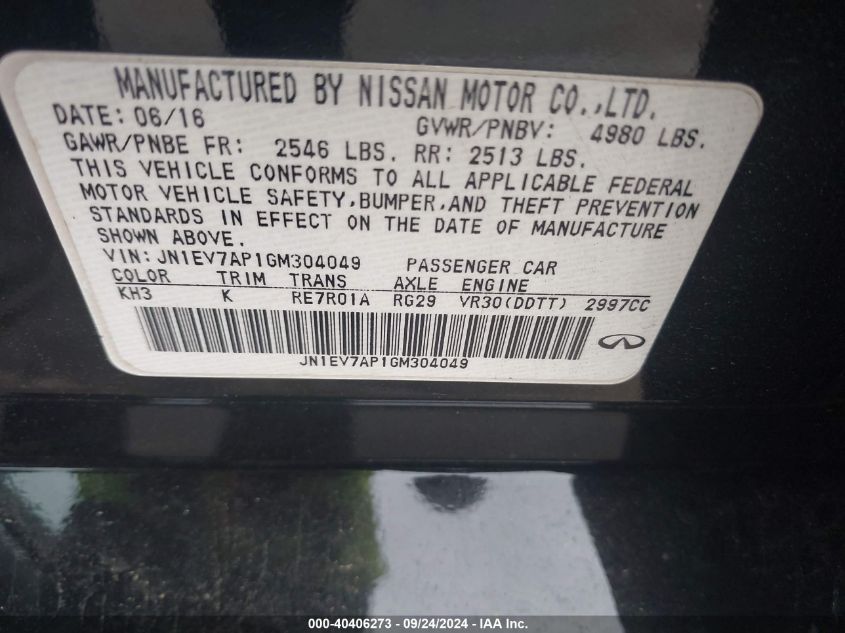 MANUFACTURED BY NISSAN MOTOR CO.,LTD.
DATE: 06/16 GVWR/PNBV: 4980 LBS.
GAWR/PNBE FR: 2546 LBS. RR: 2513 LBS.
THIS VEHICLE CONFORMS TO ALL APPLICABLE FEDERAL
MOTOR VEHICLE SAFETY,BUMPER,AND THEFT PREVENTION
STANDARDS IN EFFECT ON THE DATE OF MANUFACTURE
SHOWN ABOVE.
VIN: JN1EV7AP1GM304049 PASSENGER CAR
COLOR TRIM TRANS AXLE ENGINE
KH3 K RE7R01A RG29 VR30(DDTT) 2997CC
JN1EV7AP1GM304049
000-40406273 - 09/24/2024 - IAA Inc.